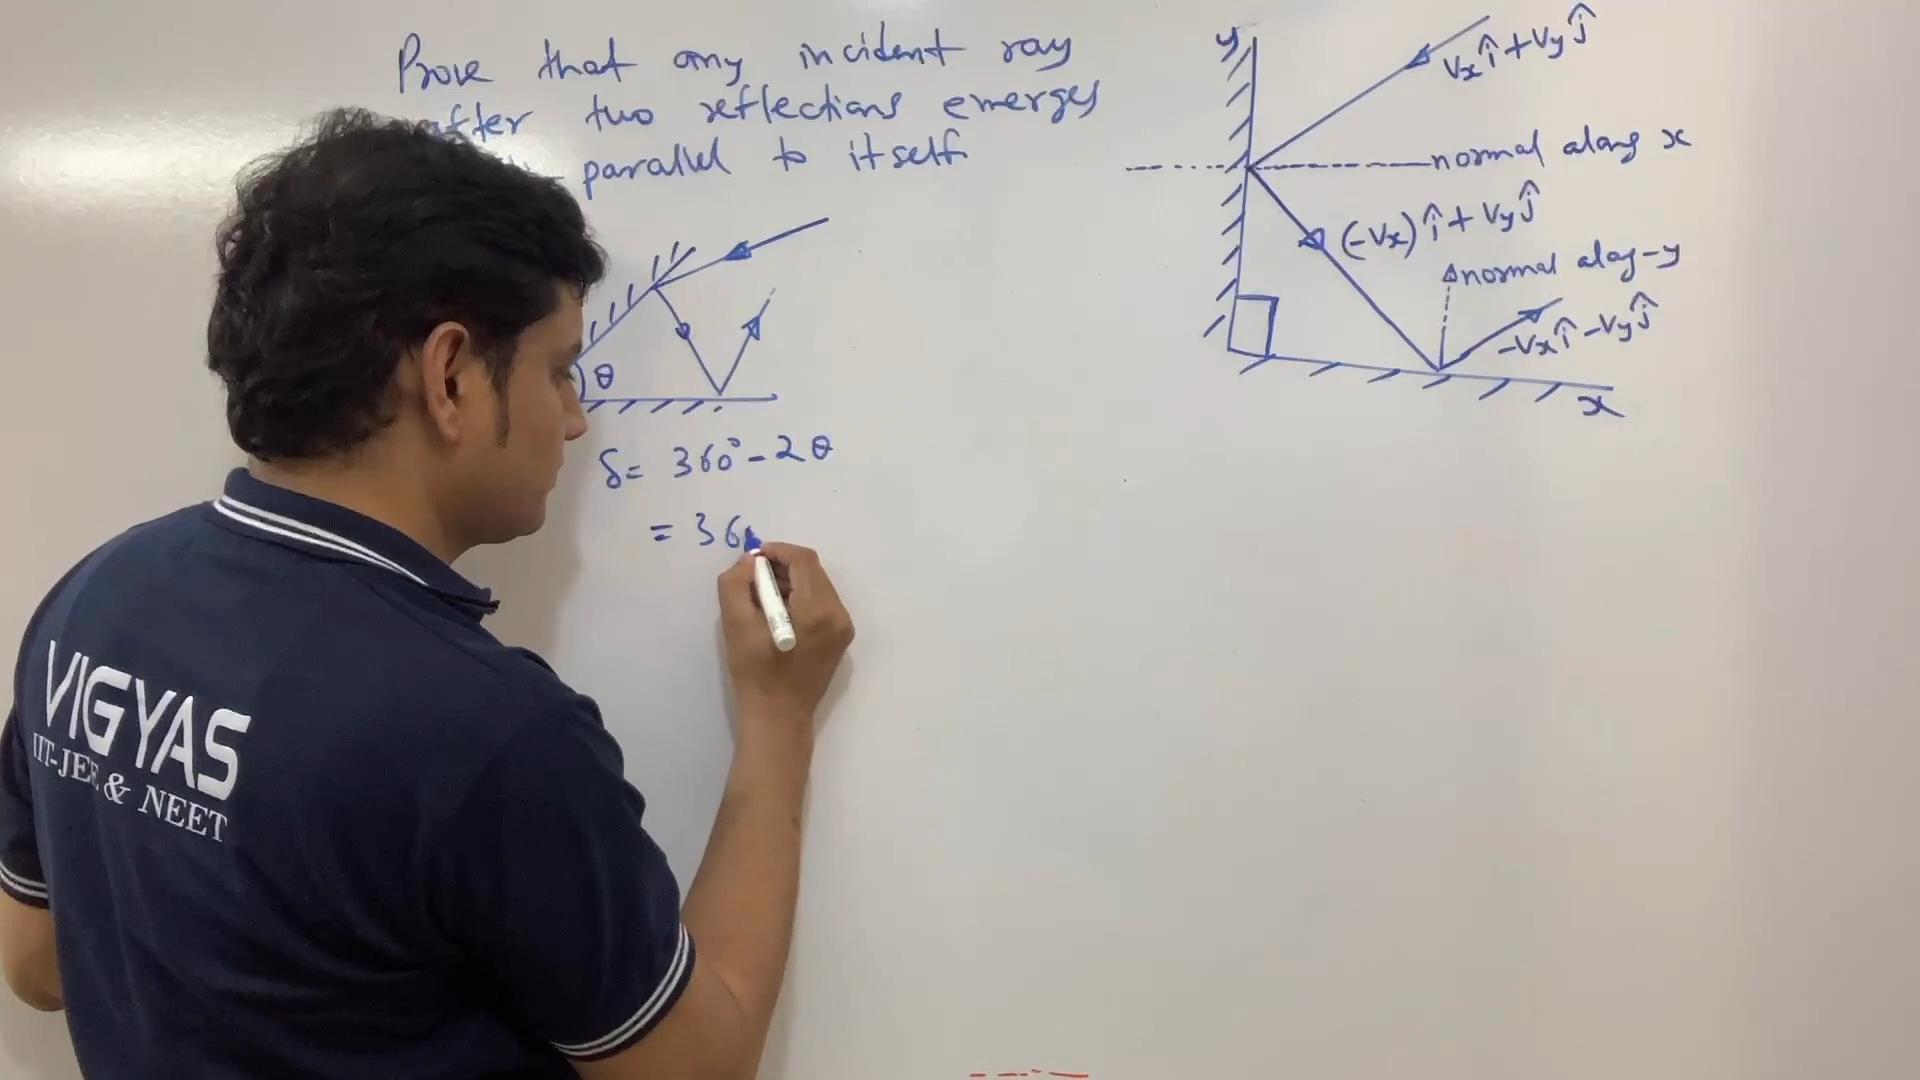 Prove that any incident ray
after two reflections emerges
parallel to itself
θ
δ = 360° - 2θ
= 36
y
Vx î + Vy ĵ
normal along x
(-Vx) î + Vy ĵ
normal alog-y
-Vx î - Vy ĵ
x
VIGYAS
IIT-JEE & NEET